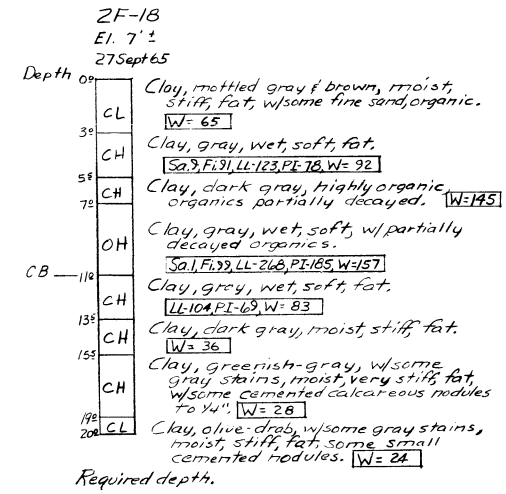 2F-18
El. 7' ±
27 Sept 65
Depth 0.0
Clay, mottled gray & brown, moist,
CL stiff, fat, w/some fine sand, organic.
W= 65
3.0
Clay, gray, wet, soft, fat.
CH
Sa.9, Fi.91, LL-123, PI-78, W= 92
5.5
CH Clay, dark gray, highly organic,
organics partially decayed. W=145
7.0
Clay, gray, wet, soft, w/partially
OH decayed organics.
Sa.1, Fi.99, LL-268, PI-185, W=157
CB 11.0
Clay, grey, wet, soft, fat.
CH
LL-104, PI-69, W= 83
13.5
CH Clay, dark gray, moist, stiff, fat.
W= 36
15.5
Clay, greenish-gray, w/some
gray stains, moist, very stiff, fat,
CH w/some cemented calcareous nodules
to 1/4". W= 28
19.0
CL Clay, olive-drab, w/some gray stains,
20.0 moist, stiff, fat, some small
cemented nodules. W= 24
Required depth.